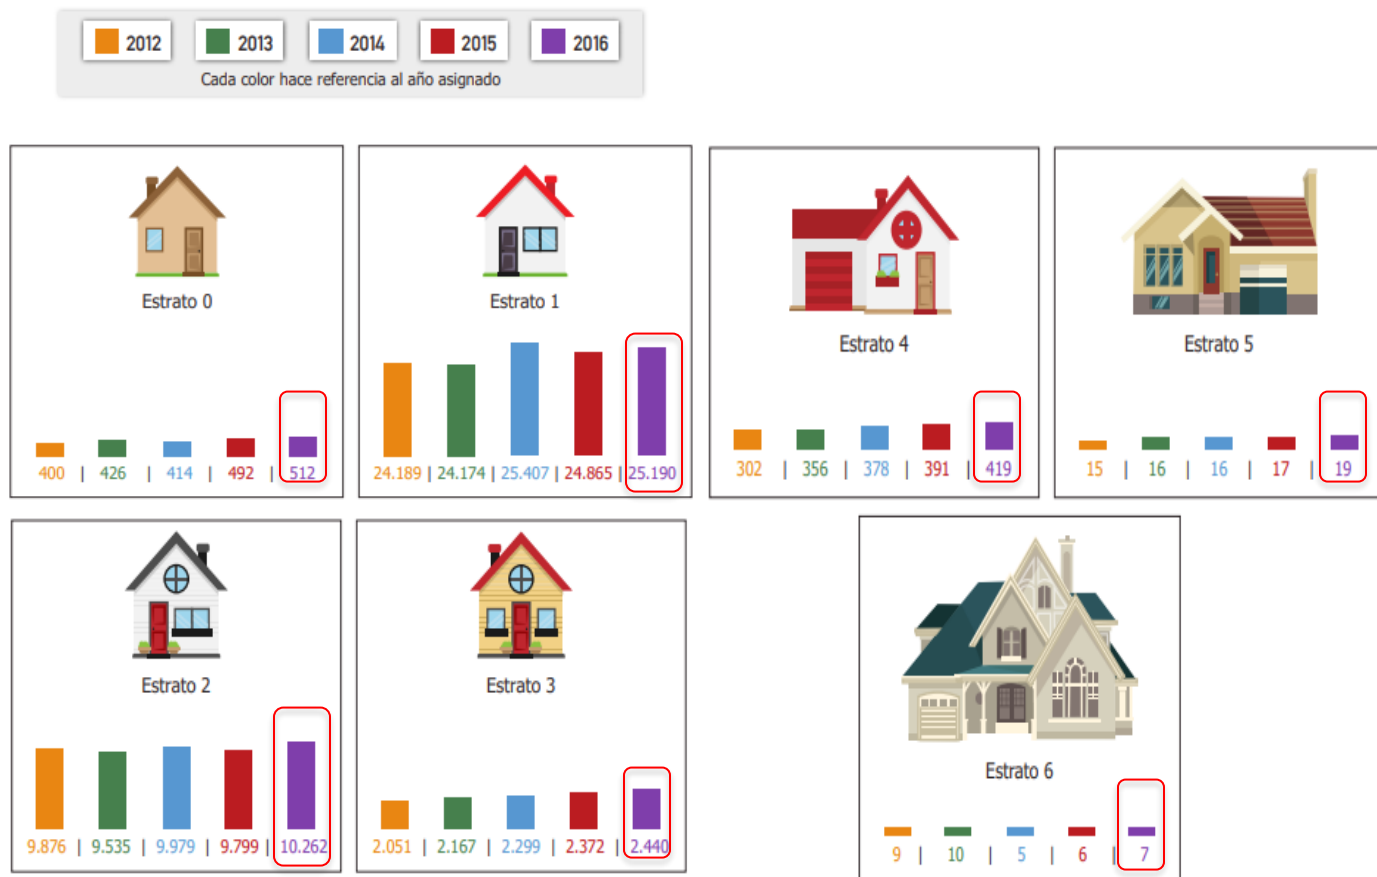 2012 2013 2014 2015 2016
Cada color hace referencia al año asignado
Estrato 0
400 | 426 | 414 | 492 | 512
Estrato 1
24.189 | 24.174 | 25.407 | 24.865 | 25.190
Estrato 4
302 | 356 | 378 | 391 | 419
Estrato 5
15 | 16 | 16 | 17 | 19
Estrato 2
9.876 | 9.535 | 9.979 | 9.799 | 10.262
Estrato 3
2.051 | 2.167 | 2.299 | 2.372 | 2.440
Estrato 6
9 | 10 | 5 | 6 | 7